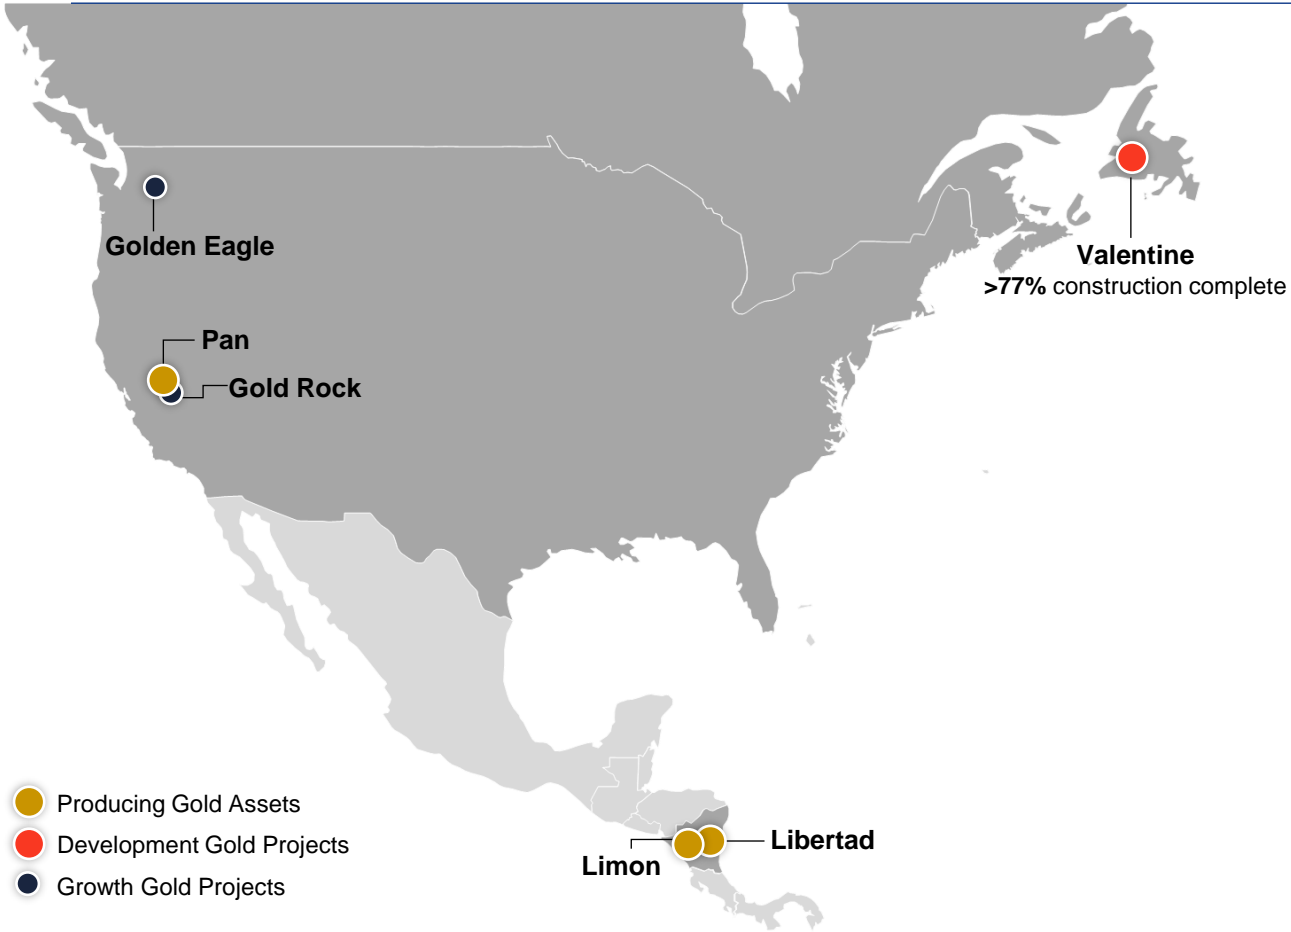 Golden Eagle
Valentine
>77% construction complete
Pan
Gold Rock
Producing Gold Assets
Development Gold Projects
Growth Gold Projects
Limon
Libertad